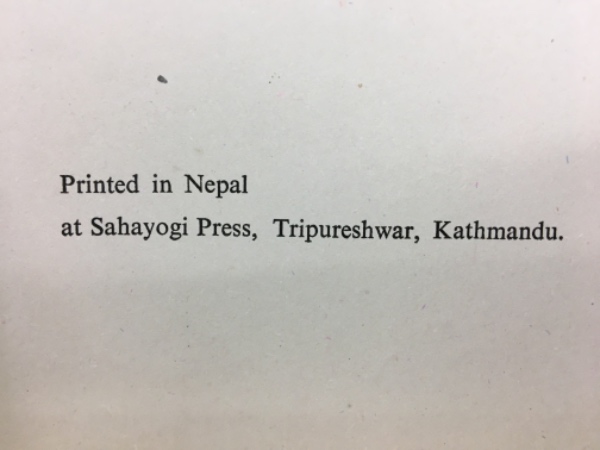 Printed in Nepal
at Sahayogi Press, Tripureshwar, Kathmandu.